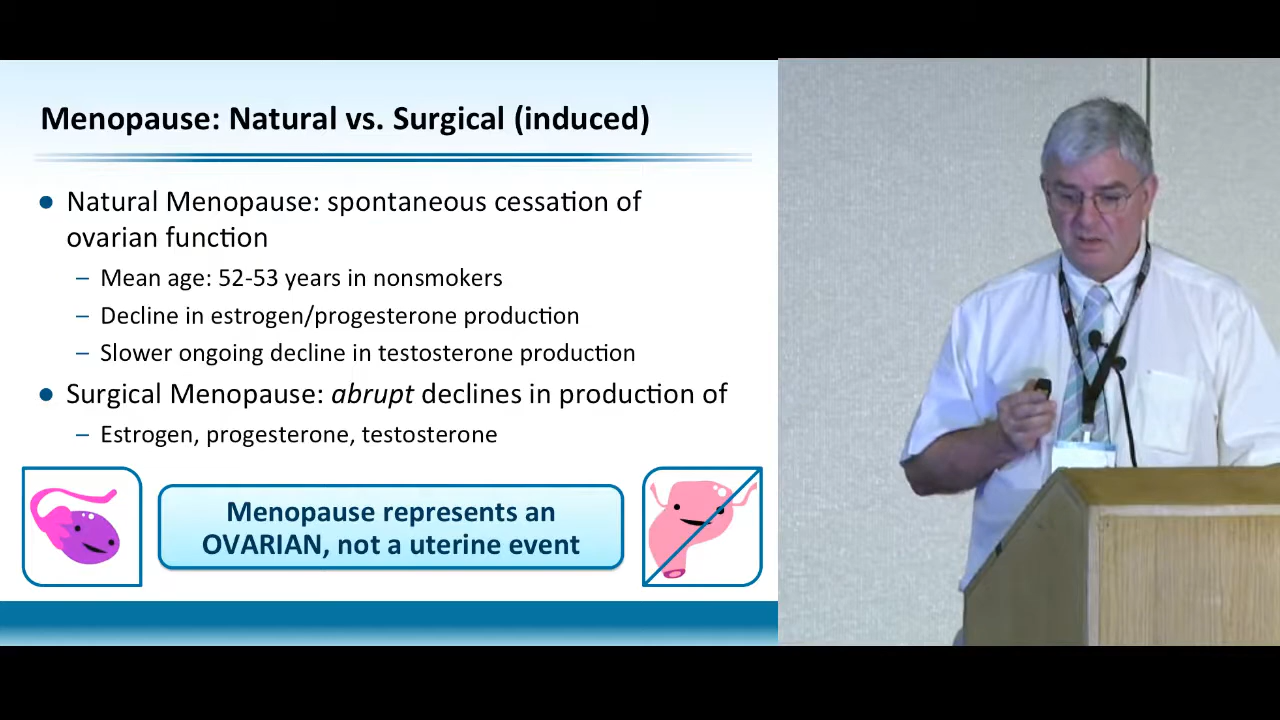 Menopause: Natural vs. Surgical (induced)
● Natural Menopause: spontaneous cessation of
ovarian function
– Mean age: 52-53 years in nonsmokers
– Decline in estrogen/progesterone production
– Slower ongoing decline in testosterone production
● Surgical Menopause: abrupt declines in production of
– Estrogen, progesterone, testosterone
Menopause represents an
OVARIAN, not a uterine event